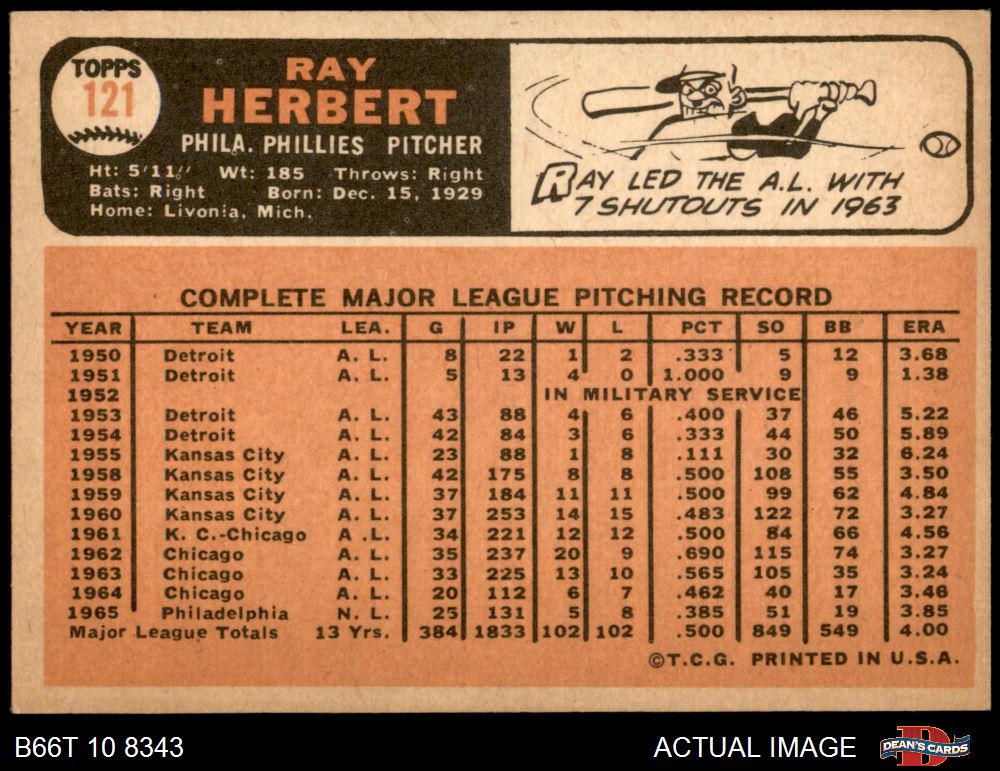 TOPPS
121
RAY
HERBERT
PHILA. PHILLIES PITCHER
Ht: 5'11" Wt: 185 Throws: Right
Bats: Right Born: Dec. 15, 1929
Home: Livonia, Mich.
RAY LED THE A.L. WITH
7 SHUTOUTS IN 1963
COMPLETE MAJOR LEAGUE PITCHING RECORD
YEAR TEAM LEA. G IP W L PCT SO BB ERA
1950 Detroit A. L. 8 22 1 2 .333 5 12 3.68
1951 Detroit A. L. 5 13 4 0 1.000 9 9 1.38
1952 IN MILITARY SERVICE
1953 Detroit A. L. 43 88 4 6 .400 37 46 5.22
1954 Detroit A. L. 42 84 3 6 .333 44 50 5.89
1955 Kansas City A. L. 23 88 1 8 .111 30 32 6.24
1958 Kansas City A. L. 42 175 8 8 .500 108 55 3.50
1959 Kansas City A. L. 37 184 11 11 .500 99 62 4.84
1960 Kansas City A. L. 37 253 14 15 .483 122 72 3.27
1961 K. C.-Chicago A .L. 34 221 12 12 .500 84 66 4.56
1962 Chicago A. L. 35 237 20 9 .690 115 74 3.27
1963 Chicago A. L. 33 225 13 10 .565 105 35 3.24
1964 Chicago A. L. 20 112 6 7 .462 40 17 3.46
1965 Philadelphia N. L. 25 131 5 8 .385 51 19 3.85
Major League Totals 13 Yrs. 384 1833 102 102 .500 849 549 4.00
©T.C.G. PRINTED IN U.S.A.
B66T 10 8343
ACTUAL IMAGE
DEAN'S CARDS